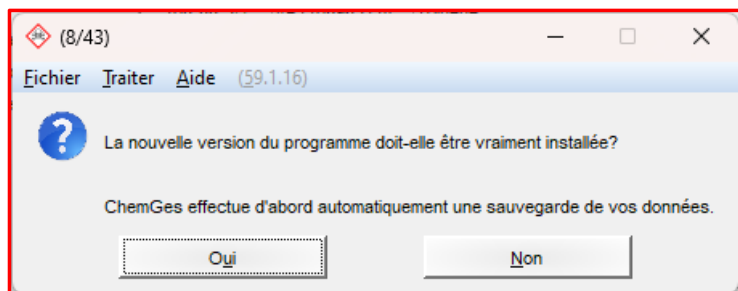 (8/43)
Fichier Traiter Aide (59.1.16)
La nouvelle version du programme doit-elle être vraiment installée?
ChemGes effectue d'abord automatiquement une sauvegarde de vos données.
Oui Non